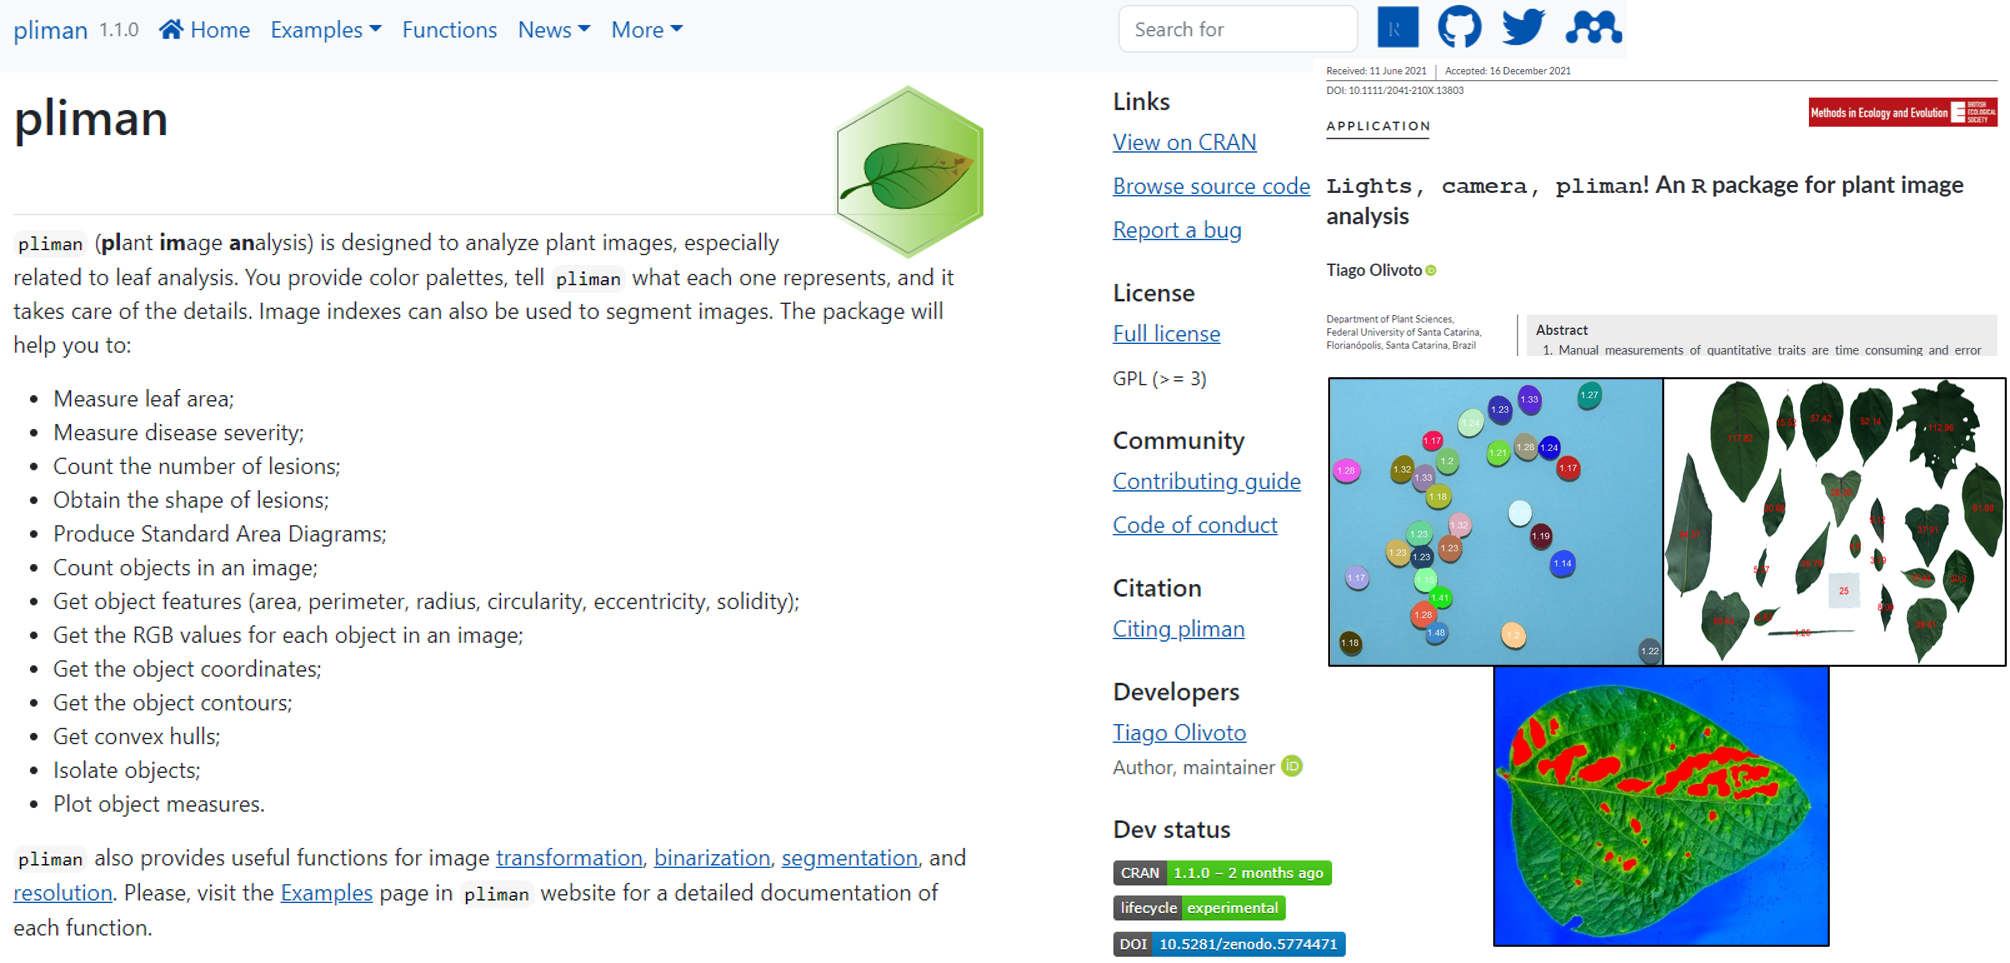 pliman 1.1.0 Home Examples Functions News More
Search for
pliman
pliman (plant image analysis) is designed to analyze plant images, especially
related to leaf analysis. You provide color palettes, tell pliman what each one represents, and it
takes care of the details. Image indexes can also be used to segment images. The package will
help you to:
Measure leaf area;
Measure disease severity;
Count the number of lesions;
Obtain the shape of lesions;
Produce Standard Area Diagrams;
Count objects in an image;
Get object features (area, perimeter, radius, circularity, eccentricity, solidity);
Get the RGB values for each object in an image;
Get the object coordinates;
Get the object contours;
Get convex hulls;
Isolate objects;
Plot object measures.
pliman also provides useful functions for image transformation, binarization, segmentation, and
resolution. Please, visit the Examples page in pliman website for a detailed documentation of
each function.
Links
View on CRAN
Browse source code
Report a bug
License
Full license
GPL (>= 3)
Community
Contributing guide
Code of conduct
Citation
Citing pliman
Developers
Tiago Olivoto
Author, maintainer iD
Dev status
CRAN 1.1.0 – 2 months ago
lifecycle experimental
DOI 10.5281/zenodo.5774471
Received: 11 June 2021 Accepted: 16 December 2021
DOI: 10.1111/2041-210X.13803
APPLICATION
Methods in Ecology and Evolution
BRITISH
ECOLOGICAL
SOCIETY
Lights, camera, pliman! An R package for plant image
analysis
Tiago Olivoto iD
Department of Plant Sciences,
Federal University of Santa Catarina,
Florianópolis, Santa Catarina, Brazil
Abstract
1. Manual measurements of quantitative traits are time consuming and error
1.27
1.33
1.23
1.24
1.17
1.28
1.24
1.21
1.2
1.17
1.28
1.32
1.33
1.18
1.32
1.23
1.19
1.23
1.23
1.23
1.14
1.17
1.15
1.41
1.28
1.48
1.2
1.18
1.22
117.62
57.42
52.14
112.96
37.91
25